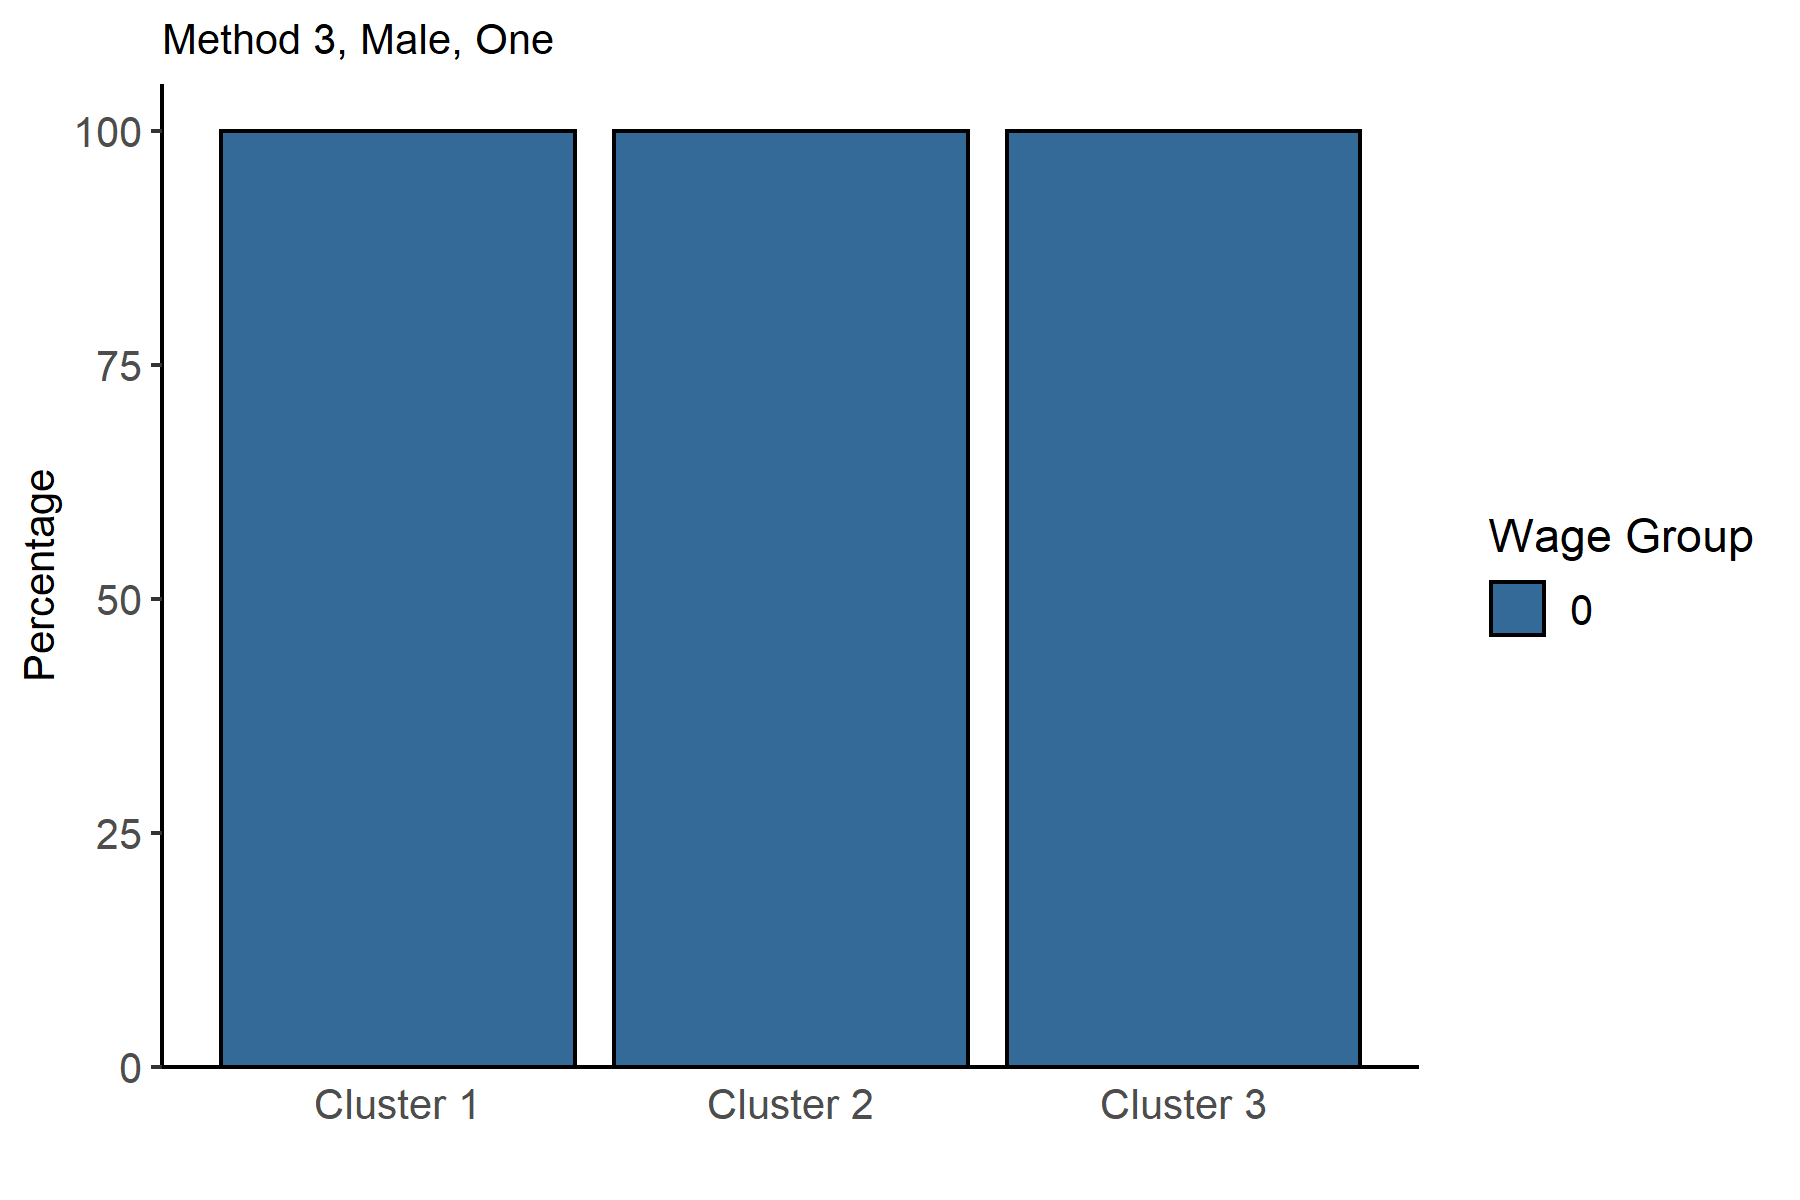 Method 3, Male, One
100
75
50
25
0
Percentage
Cluster 1
Cluster 2
Cluster 3
Wage Group
0